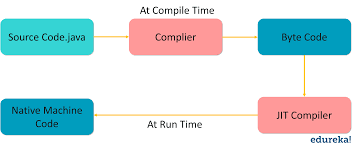 At Compile Time
Source Code.java
Complier
Byte Code
Native Machine
Code
At Run Time
JIT Compiler
edureka!